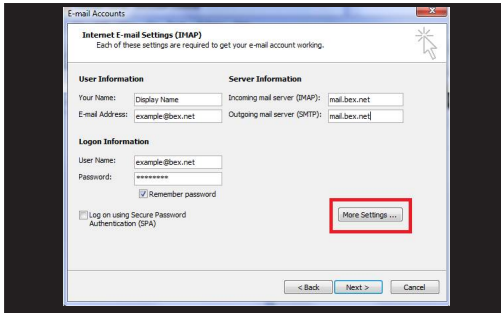 E-mail Accounts
Internet E-mail Settings (IMAP)
Each of these settings are required to get your e-mail account working.
User Information
Server Information
Your Name: Display Name
Incoming mail server (IMAP): mail.bex.net
E-mail Address: example@bex.net
Outgoing mail server (SMTP): mail.bex.net
Logon Information
User Name: example@bex.net
Password: ********
Remember password
Log on using Secure Password
Authentication (SPA)
More Settings ...
< Back Next > Cancel